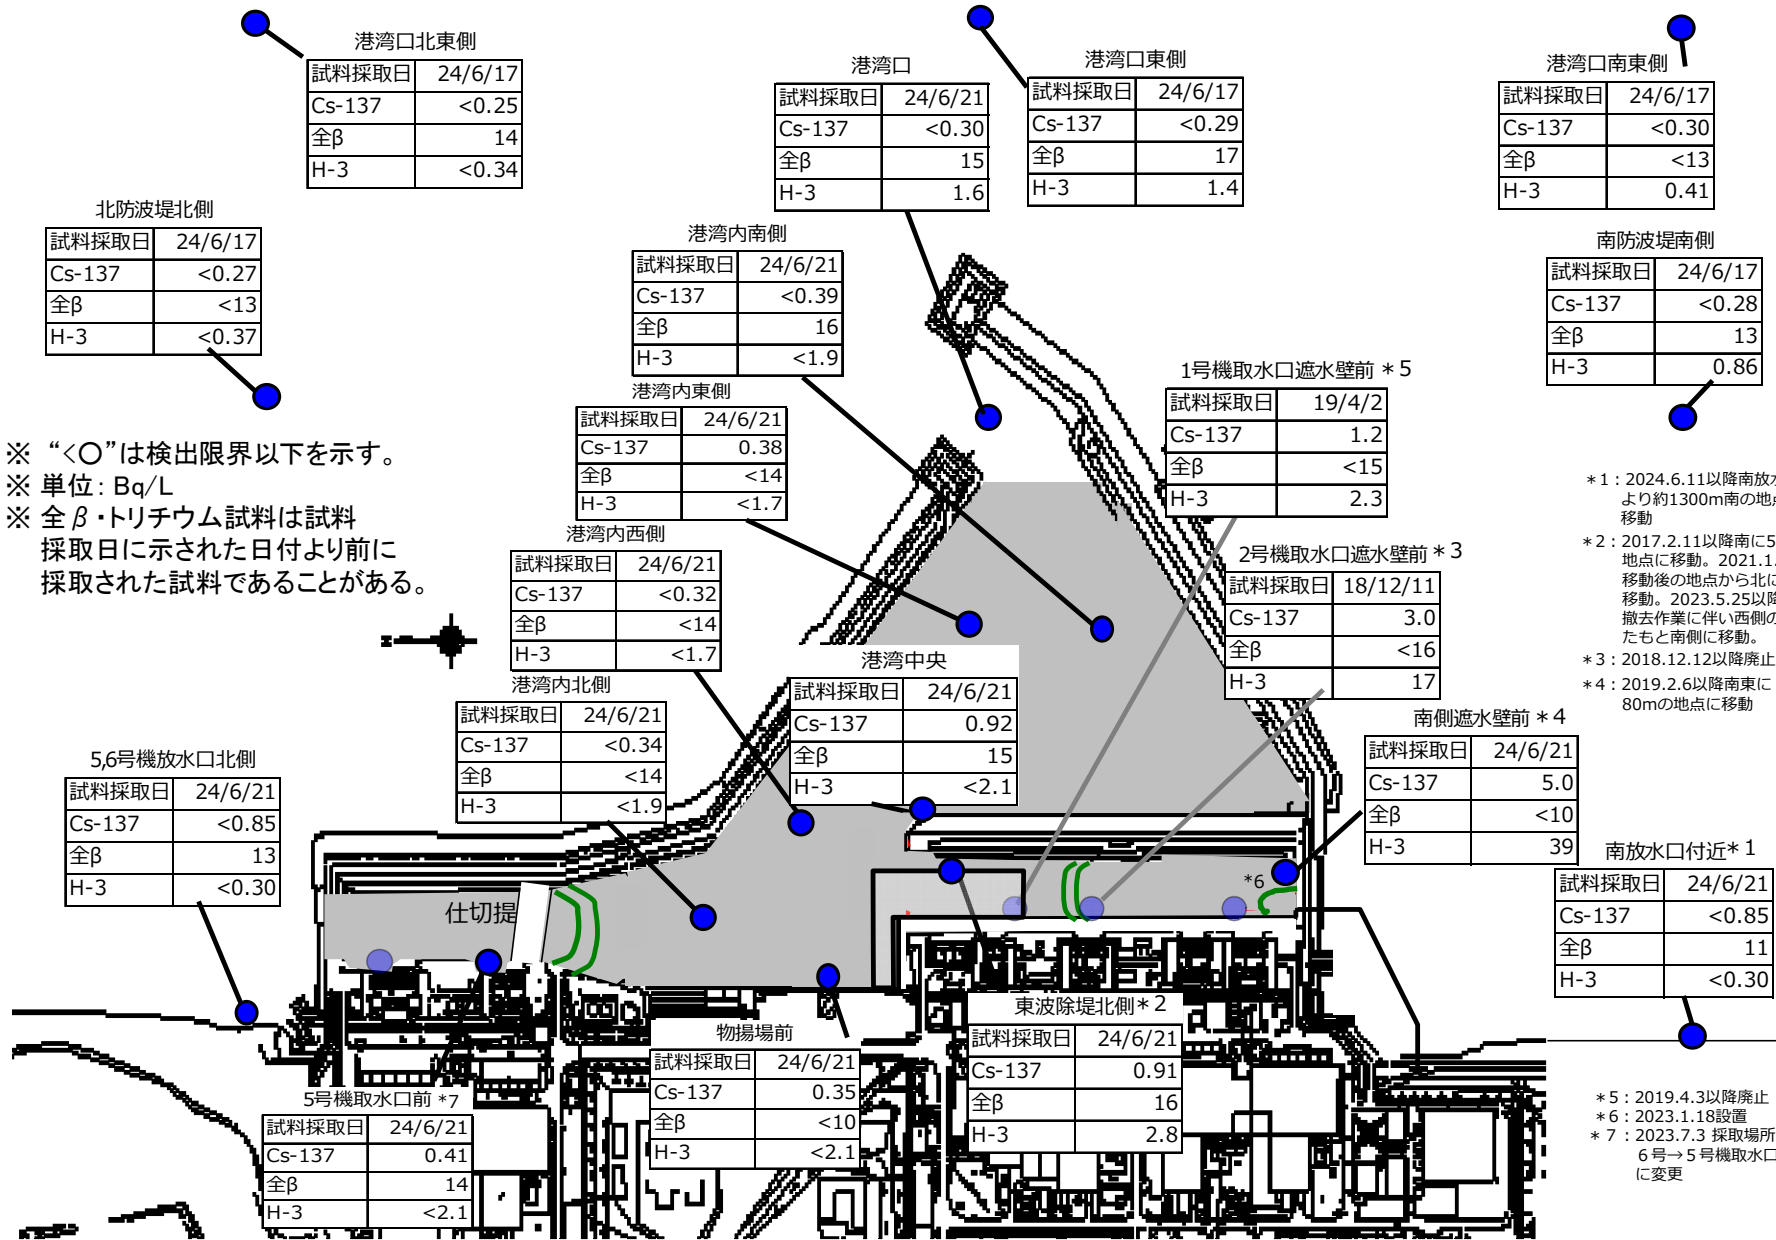 港湾口北東側
試料採取日 24/6/17
Cs-137 <0.25
全β 14
H-3 <0.34
港湾口
試料採取日 24/6/21
Cs-137 <0.30
全β 15
H-3 1.6
港湾口東側
試料採取日 24/6/17
Cs-137 <0.29
全β 17
H-3 1.4
港湾口南東側
試料採取日 24/6/17
Cs-137 <0.30
全β <13
H-3 0.41
北防波堤北側
試料採取日 24/6/17
Cs-137 <0.27
全β <13
H-3 <0.37
港湾内南側
試料採取日 24/6/21
Cs-137 <0.39
全β 16
H-3 <1.9
南防波堤南側
試料採取日 24/6/17
Cs-137 <0.28
全β 13
H-3 0.86
港湾内東側
試料採取日 24/6/21
Cs-137 0.38
全β <14
H-3 <1.7
1号機取水口遮水壁前＊5
試料採取日 19/4/2
Cs-137 1.2
全β <15
H-3 2.3
※ “<〇”は検出限界以下を示す。
※ 単位：Bq/L
※ 全β・トリチウム試料は試料
採取日に示された日付より前に
採取された試料であることがある。
港湾内西側
試料採取日 24/6/21
Cs-137 <0.32
全β <14
H-3 <1.7
2号機取水口遮水壁前＊3
試料採取日 18/12/11
Cs-137 3.0
全β <16
H-3 17
＊1：2024.6.11以降南放水
より約1300m南の地点
移動
＊2：2017.2.11以降南に5
地点に移動。2021.1.
移動後の地点から北に
移動。2023.5.25以降
撤去作業に伴い西側の
たもと南側に移動。
＊3：2018.12.12以降廃止
＊4：2019.2.6以降南東に
80mの地点に移動
N
港湾中央
試料採取日 24/6/21
Cs-137 0.92
全β 15
H-3 <2.1
港湾内北側
試料採取日 24/6/21
Cs-137 <0.34
全β <14
H-3 <1.9
南側遮水壁前＊4
試料採取日 24/6/21
Cs-137 5.0
全β <10
H-3 39
5,6号機放水口北側
試料採取日 24/6/21
Cs-137 <0.85
全β 13
H-3 <0.30
南放水口付近＊1
試料採取日 24/6/21
Cs-137 <0.85
全β 11
H-3 <0.30
*6
仕切提
東波除堤北側＊2
試料採取日 24/6/21
Cs-137 0.91
全β 16
H-3 2.8
物揚場前
試料採取日 24/6/21
Cs-137 0.35
全β <10
H-3 <2.1
5号機取水口前 *7
試料採取日 24/6/21
Cs-137 0.41
全β 14
H-3 <2.1
＊5：2019.4.3以降廃止
＊6：2023.1.18設置
＊７：2023.7.3 採取場所
６号→５号機取水口
に変更